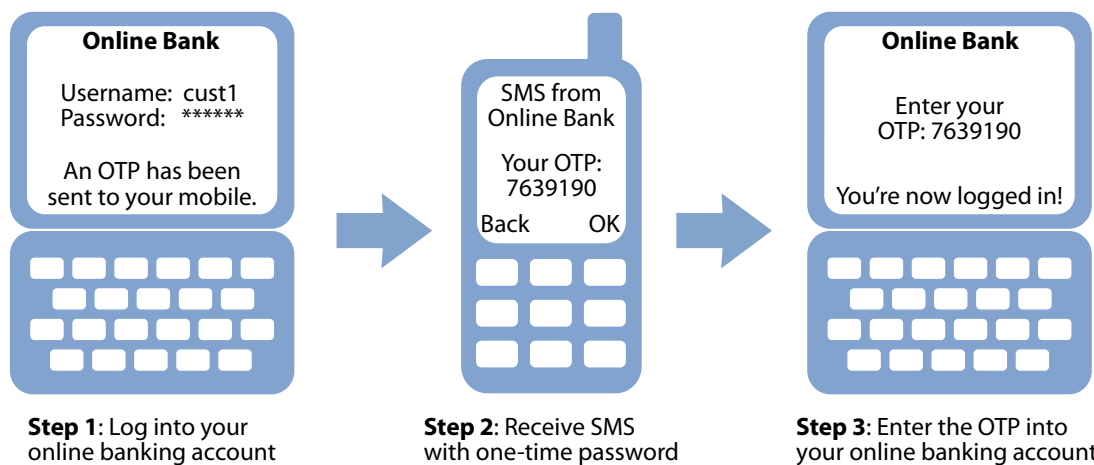 Online Bank
Username: cust1
Password: ******
An OTP has been
sent to your mobile.
SMS from
Online Bank
Your OTP:
7639190
Back OK
Online Bank
Enter your
OTP: 7639190
You're now logged in!
Step 1: Log into your
online banking account
Step 2: Receive SMS
with one-time password
Step 3: Enter the OTP into
your online banking account